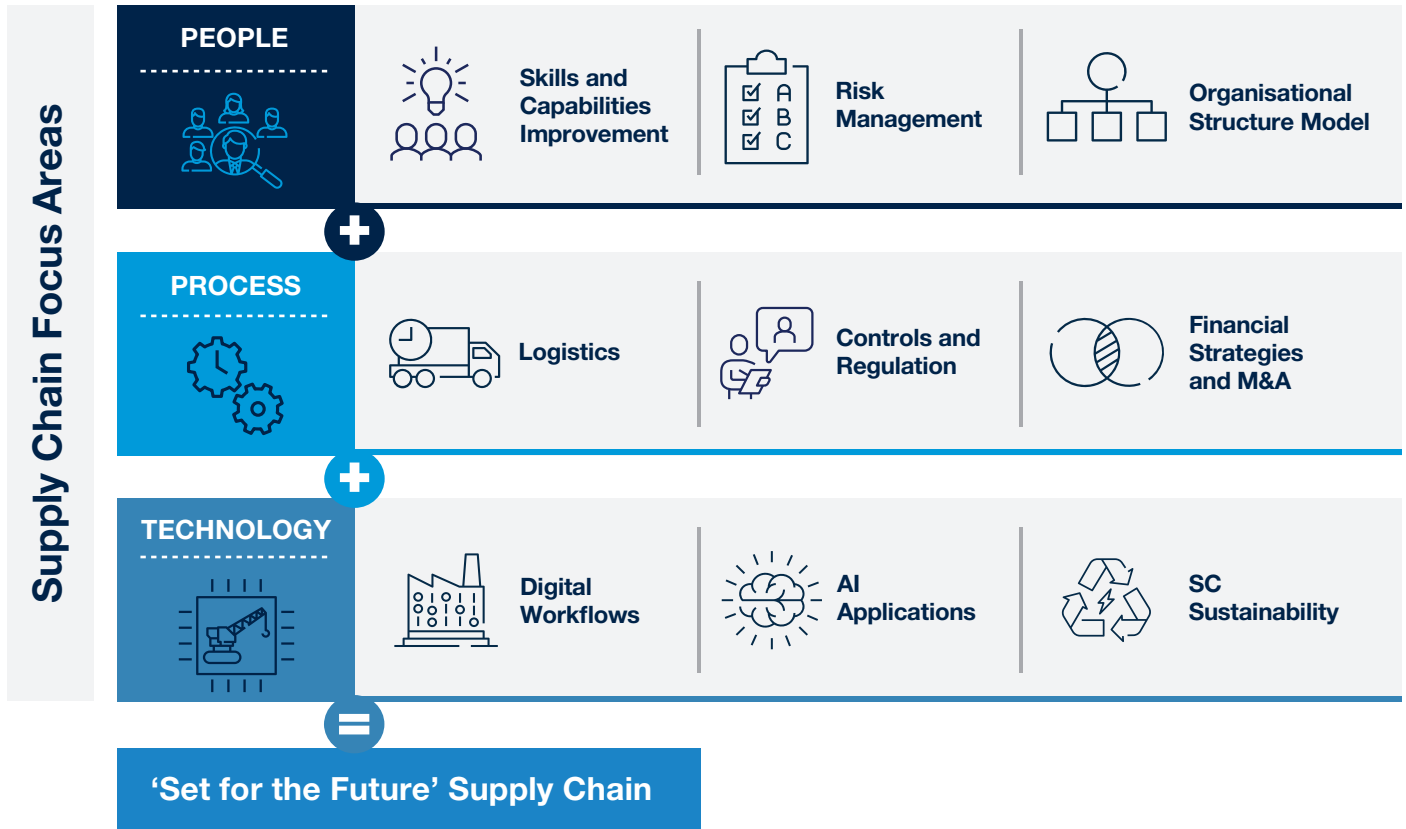 Supply Chain Focus Areas
PEOPLE
Skills and
Capabilities
Improvement
A
B
C
Risk
Management
Organisational
Structure Model
PROCESS
Logistics
Controls and
Regulation
Financial
Strategies
and M&A
TECHNOLOGY
Digital
Workflows
AI
Applications
SC
Sustainability
‘Set for the Future’ Supply Chain